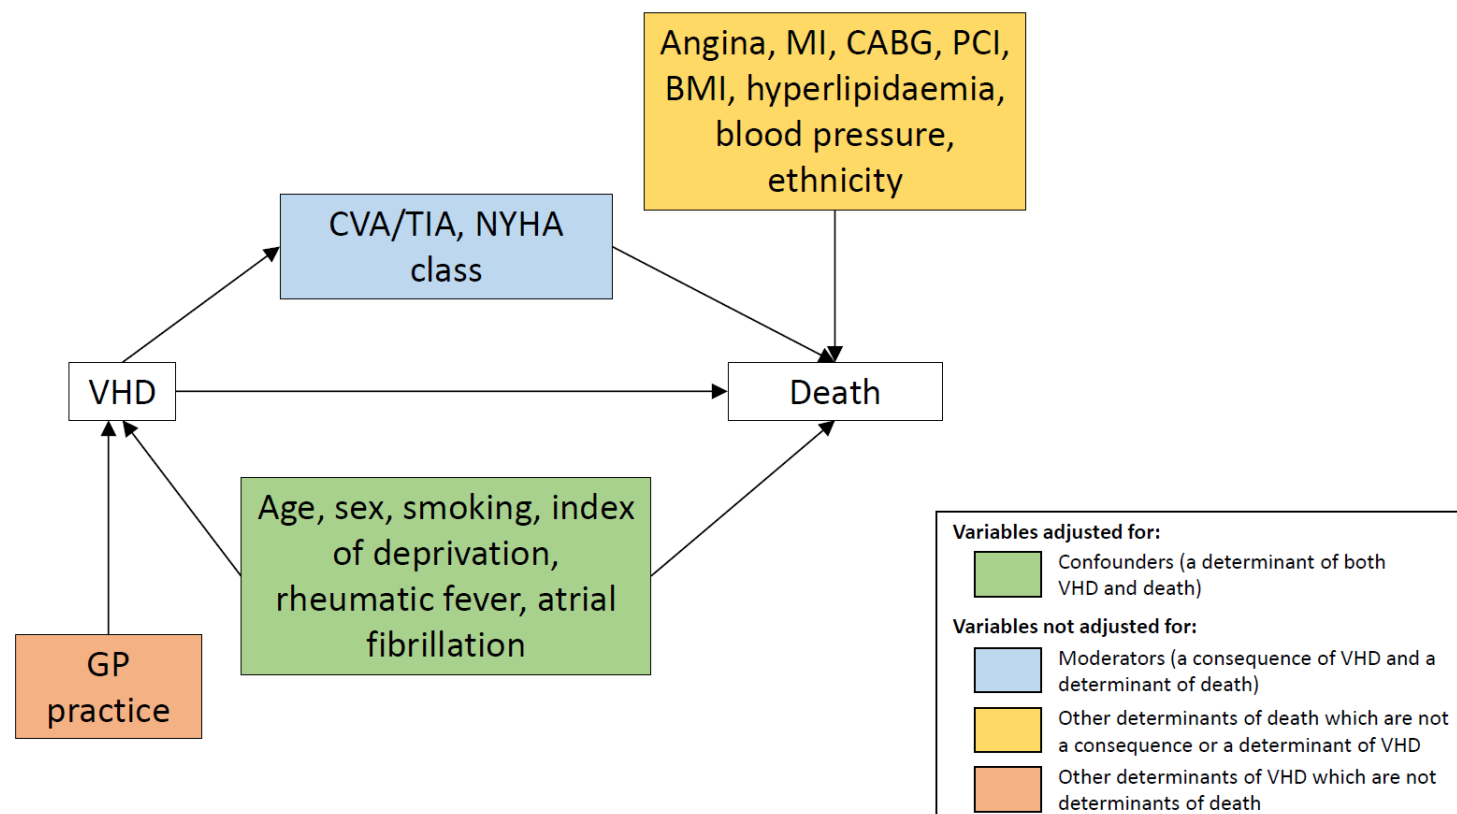 Angina, MI, CABG, PCI,
BMI, hyperlipidaemia,
blood pressure,
ethnicity
CVA/TIA, NYHA
class
VHD
Death
Age, sex, smoking, index
of deprivation,
rheumatic fever, atrial
fibrillation
GP
practice
Variables adjusted for:
Confounders (a determinant of both
VHD and death)
Variables not adjusted for:
Moderators (a consequence of VHD and a
determinant of death)
Other determinants of death which are not
a consequence or a determinant of VHD
Other determinants of VHD which are not
determinants of death